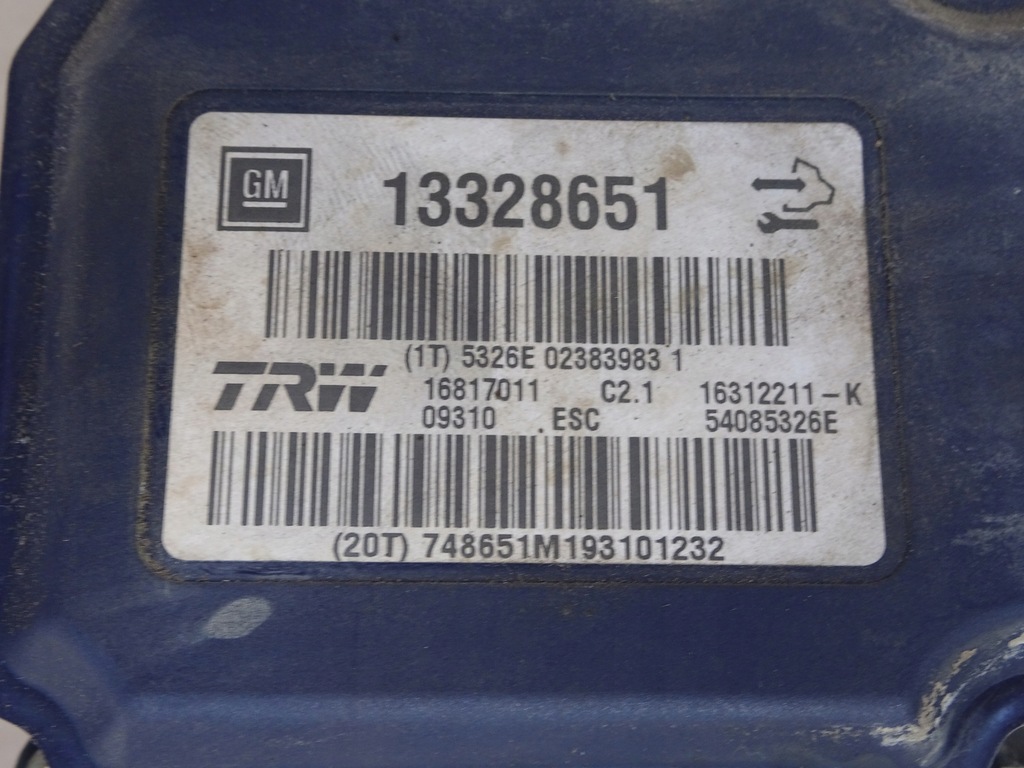 GM 13328651
(1T) 5326E 02383983 1
TRW 16817011 C2.1 16312211-K
09310 .ESC 54085326E
(20T) 748651M193101232